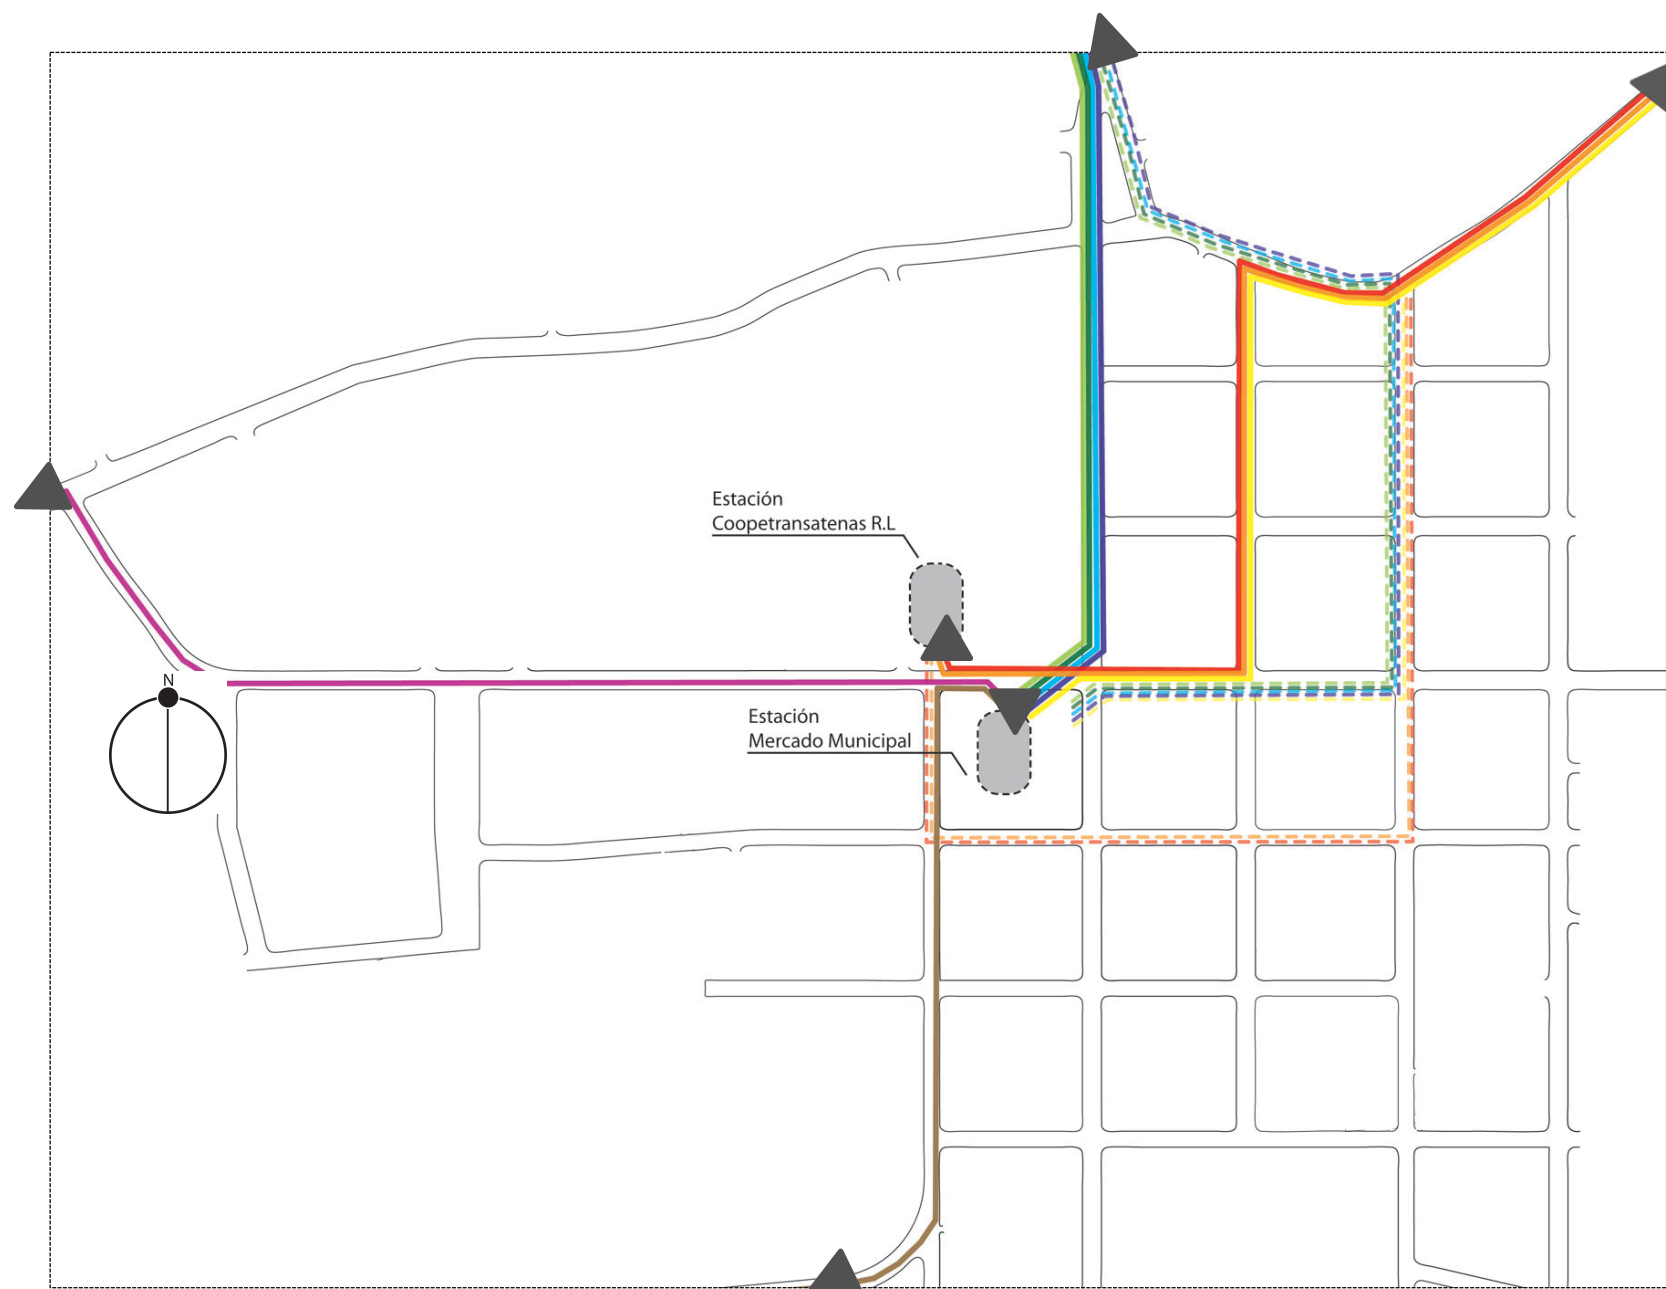 Estación
Coopetransatenas R.L
N
Estación
Mercado Municipal